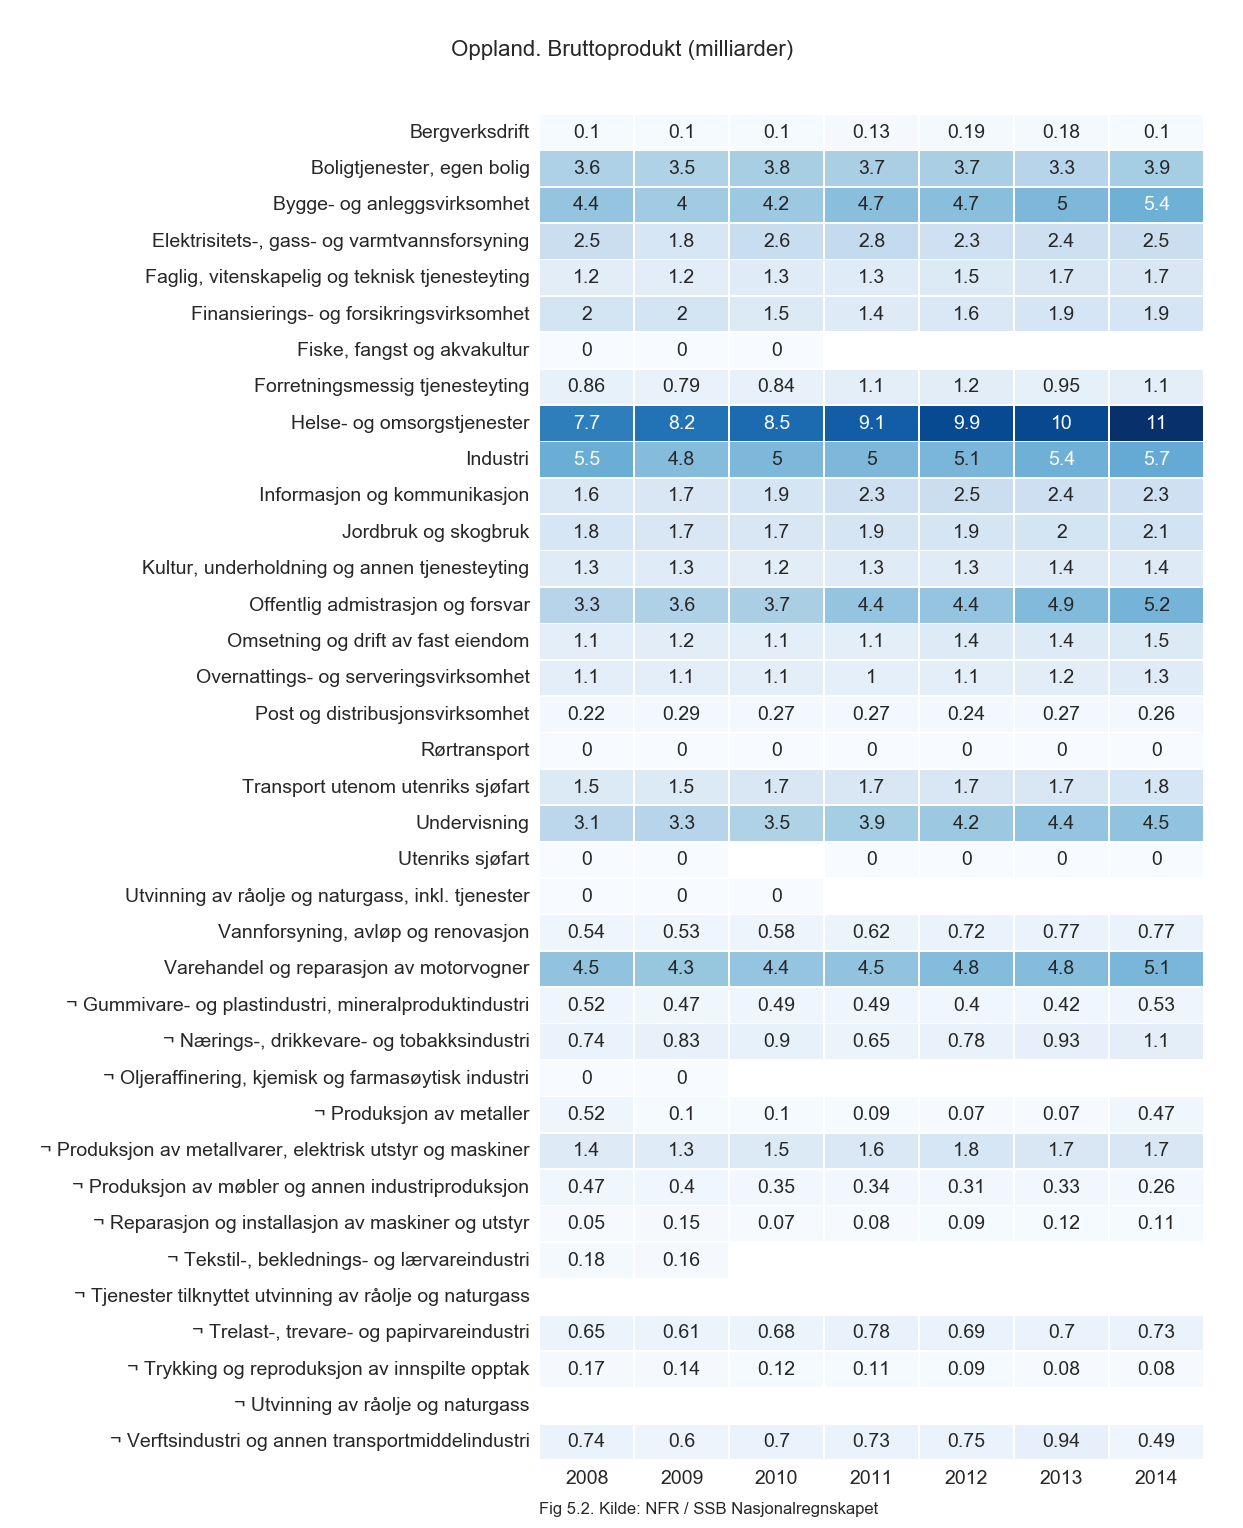 Oppland. Bruttoprodukt (milliarder)
Bergverksdrift 0.1 0.1 0.1 0.13 0.19 0.18 0.1
Boligtjenester, egen bolig 3.6 3.5 3.8 3.7 3.7 3.3 3.9
Bygge- og anleggsvirksomhet 4.4 4 4.2 4.7 4.7 5 5.4
Elektrisitets-, gass- og varmtvannsforsyning 2.5 1.8 2.6 2.8 2.3 2.4 2.5
Faglig, vitenskapelig og teknisk tjenesteyting 1.2 1.2 1.3 1.3 1.5 1.7 1.7
Finansierings- og forsikringsvirksomhet 2 2 1.5 1.4 1.6 1.9 1.9
Fiske, fangst og akvakultur 0 0 0
Forretningsmessig tjenesteyting 0.86 0.79 0.84 1.1 1.2 0.95 1.1
Helse- og omsorgstjenester 7.7 8.2 8.5 9.1 9.9 10 11
Industri 5.5 4.8 5 5 5.1 5.4 5.7
Informasjon og kommunikasjon 1.6 1.7 1.9 2.3 2.5 2.4 2.3
Jordbruk og skogbruk 1.8 1.7 1.7 1.9 1.9 2 2.1
Kultur, underholdning og annen tjenesteyting 1.3 1.3 1.2 1.3 1.3 1.4 1.4
Offentlig admistrasjon og forsvar 3.3 3.6 3.7 4.4 4.4 4.9 5.2
Omsetning og drift av fast eiendom 1.1 1.2 1.1 1.1 1.4 1.4 1.5
Overnattings- og serveringsvirksomhet 1.1 1.1 1.1 1 1.1 1.2 1.3
Post og distribusjonsvirksomhet 0.22 0.29 0.27 0.27 0.24 0.27 0.26
Rørtransport 0 0 0 0 0 0 0
Transport utenom utenriks sjøfart 1.5 1.5 1.7 1.7 1.7 1.7 1.8
Undervisning 3.1 3.3 3.5 3.9 4.2 4.4 4.5
Utenriks sjøfart 0 0 0 0 0 0
Utvinning av råolje og naturgass, inkl. tjenester 0 0 0
Vannforsyning, avløp og renovasjon 0.54 0.53 0.58 0.62 0.72 0.77 0.77
Varehandel og reparasjon av motorvogner 4.5 4.3 4.4 4.5 4.8 4.8 5.1
¬ Gummivare- og plastindustri, mineralproduktindustri 0.52 0.47 0.49 0.49 0.4 0.42 0.53
¬ Nærings-, drikkevare- og tobakksindustri 0.74 0.83 0.9 0.65 0.78 0.93 1.1
¬ Oljeraffinering, kjemisk og farmasøytisk industri 0 0
¬ Produksjon av metaller 0.52 0.1 0.1 0.09 0.07 0.07 0.47
¬ Produksjon av metallvarer, elektrisk utstyr og maskiner 1.4 1.3 1.5 1.6 1.8 1.7 1.7
¬ Produksjon av møbler og annen industriproduksjon 0.47 0.4 0.35 0.34 0.31 0.33 0.26
¬ Reparasjon og installasjon av maskiner og utstyr 0.05 0.15 0.07 0.08 0.09 0.12 0.11
¬ Tekstil-, beklednings- og lærvareindustri 0.18 0.16
¬ Tjenester tilknyttet utvinning av råolje og naturgass
¬ Trelast-, trevare- og papirvareindustri 0.65 0.61 0.68 0.78 0.69 0.7 0.73
¬ Trykking og reproduksjon av innspilte opptak 0.17 0.14 0.12 0.11 0.09 0.08 0.08
¬ Utvinning av råolje og naturgass
¬ Verftsindustri og annen transportmiddelindustri 0.74 0.6 0.7 0.73 0.75 0.94 0.49
2008 2009 2010 2011 2012 2013 2014
Fig 5.2. Kilde: NFR / SSB Nasjonalregnskapet